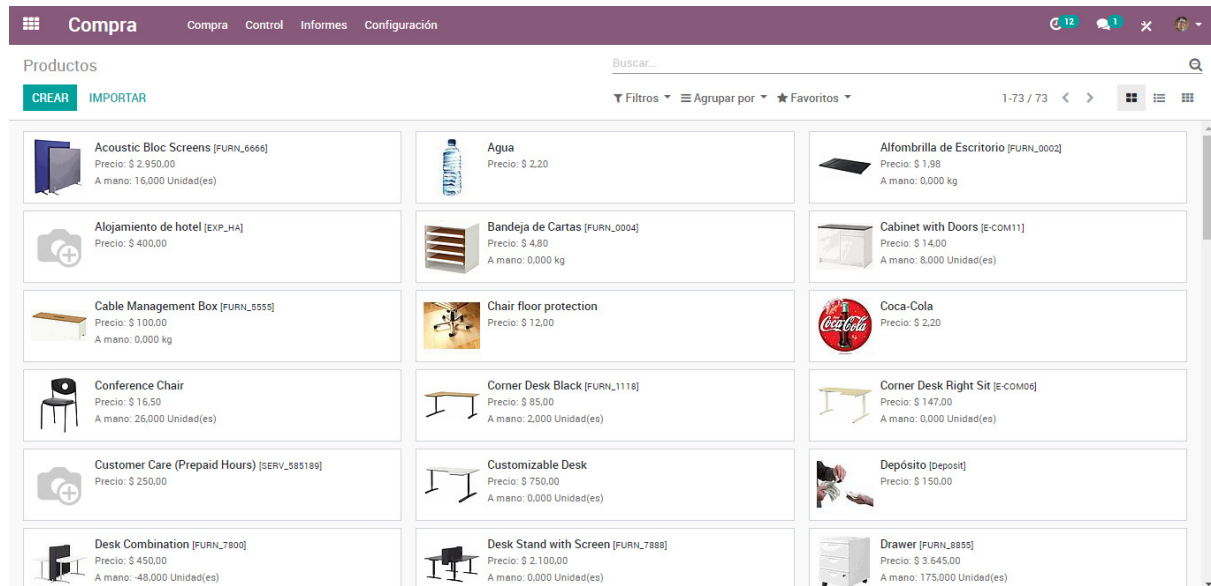 Compra Compra Control Informes Configuración 12 1
Productos Buscar...
CREAR IMPORTAR Filtros Agrupar por Favoritos 1-73 / 73
Acoustic Bloc Screens [FURN_6666]
Precio: $ 2.950,00
A mano: 16,000 Unidad(es)
Agua
Precio: $ 2,20
Alfombrilla de Escritorio [FURN_0002]
Precio: $ 1,98
A mano: 0,000 kg
Alojamiento de hotel [EXP_HA]
Precio: $ 400,00
Bandeja de Cartas [FURN_0004]
Precio: $ 4,80
A mano: 0,000 kg
Cabinet with Doors [E-COM11]
Precio: $ 14,00
A mano: 8,000 Unidad(es)
Cable Management Box [FURN_5555]
Precio: $ 100,00
A mano: 0,000 kg
Chair floor protection
Precio: $ 12,00
Coca-Cola
Coca-Cola
Precio: $ 2,20
Conference Chair
Precio: $ 16,50
A mano: 26,000 Unidad(es)
Corner Desk Black [FURN_1118]
Precio: $ 85,00
A mano: 2,000 Unidad(es)
Corner Desk Right Sit [E-COM06]
Precio: $ 147,00
A mano: 0,000 Unidad(es)
Customer Care (Prepaid Hours) [SERV_585189]
Precio: $ 250,00
Customizable Desk
Precio: $ 750,00
A mano: 0,000 Unidad(es)
Depósito [Deposit]
Precio: $ 150,00
Desk Combination [FURN_7800]
Precio: $ 450,00
A mano: -48,000 Unidad(es)
Desk Stand with Screen [FURN_7888]
Precio: $ 2.100,00
A mano: 0,000 Unidad(es)
Drawer [FURN_8855]
Precio: $ 3.645,00
A mano: 175,000 Unidad(es)